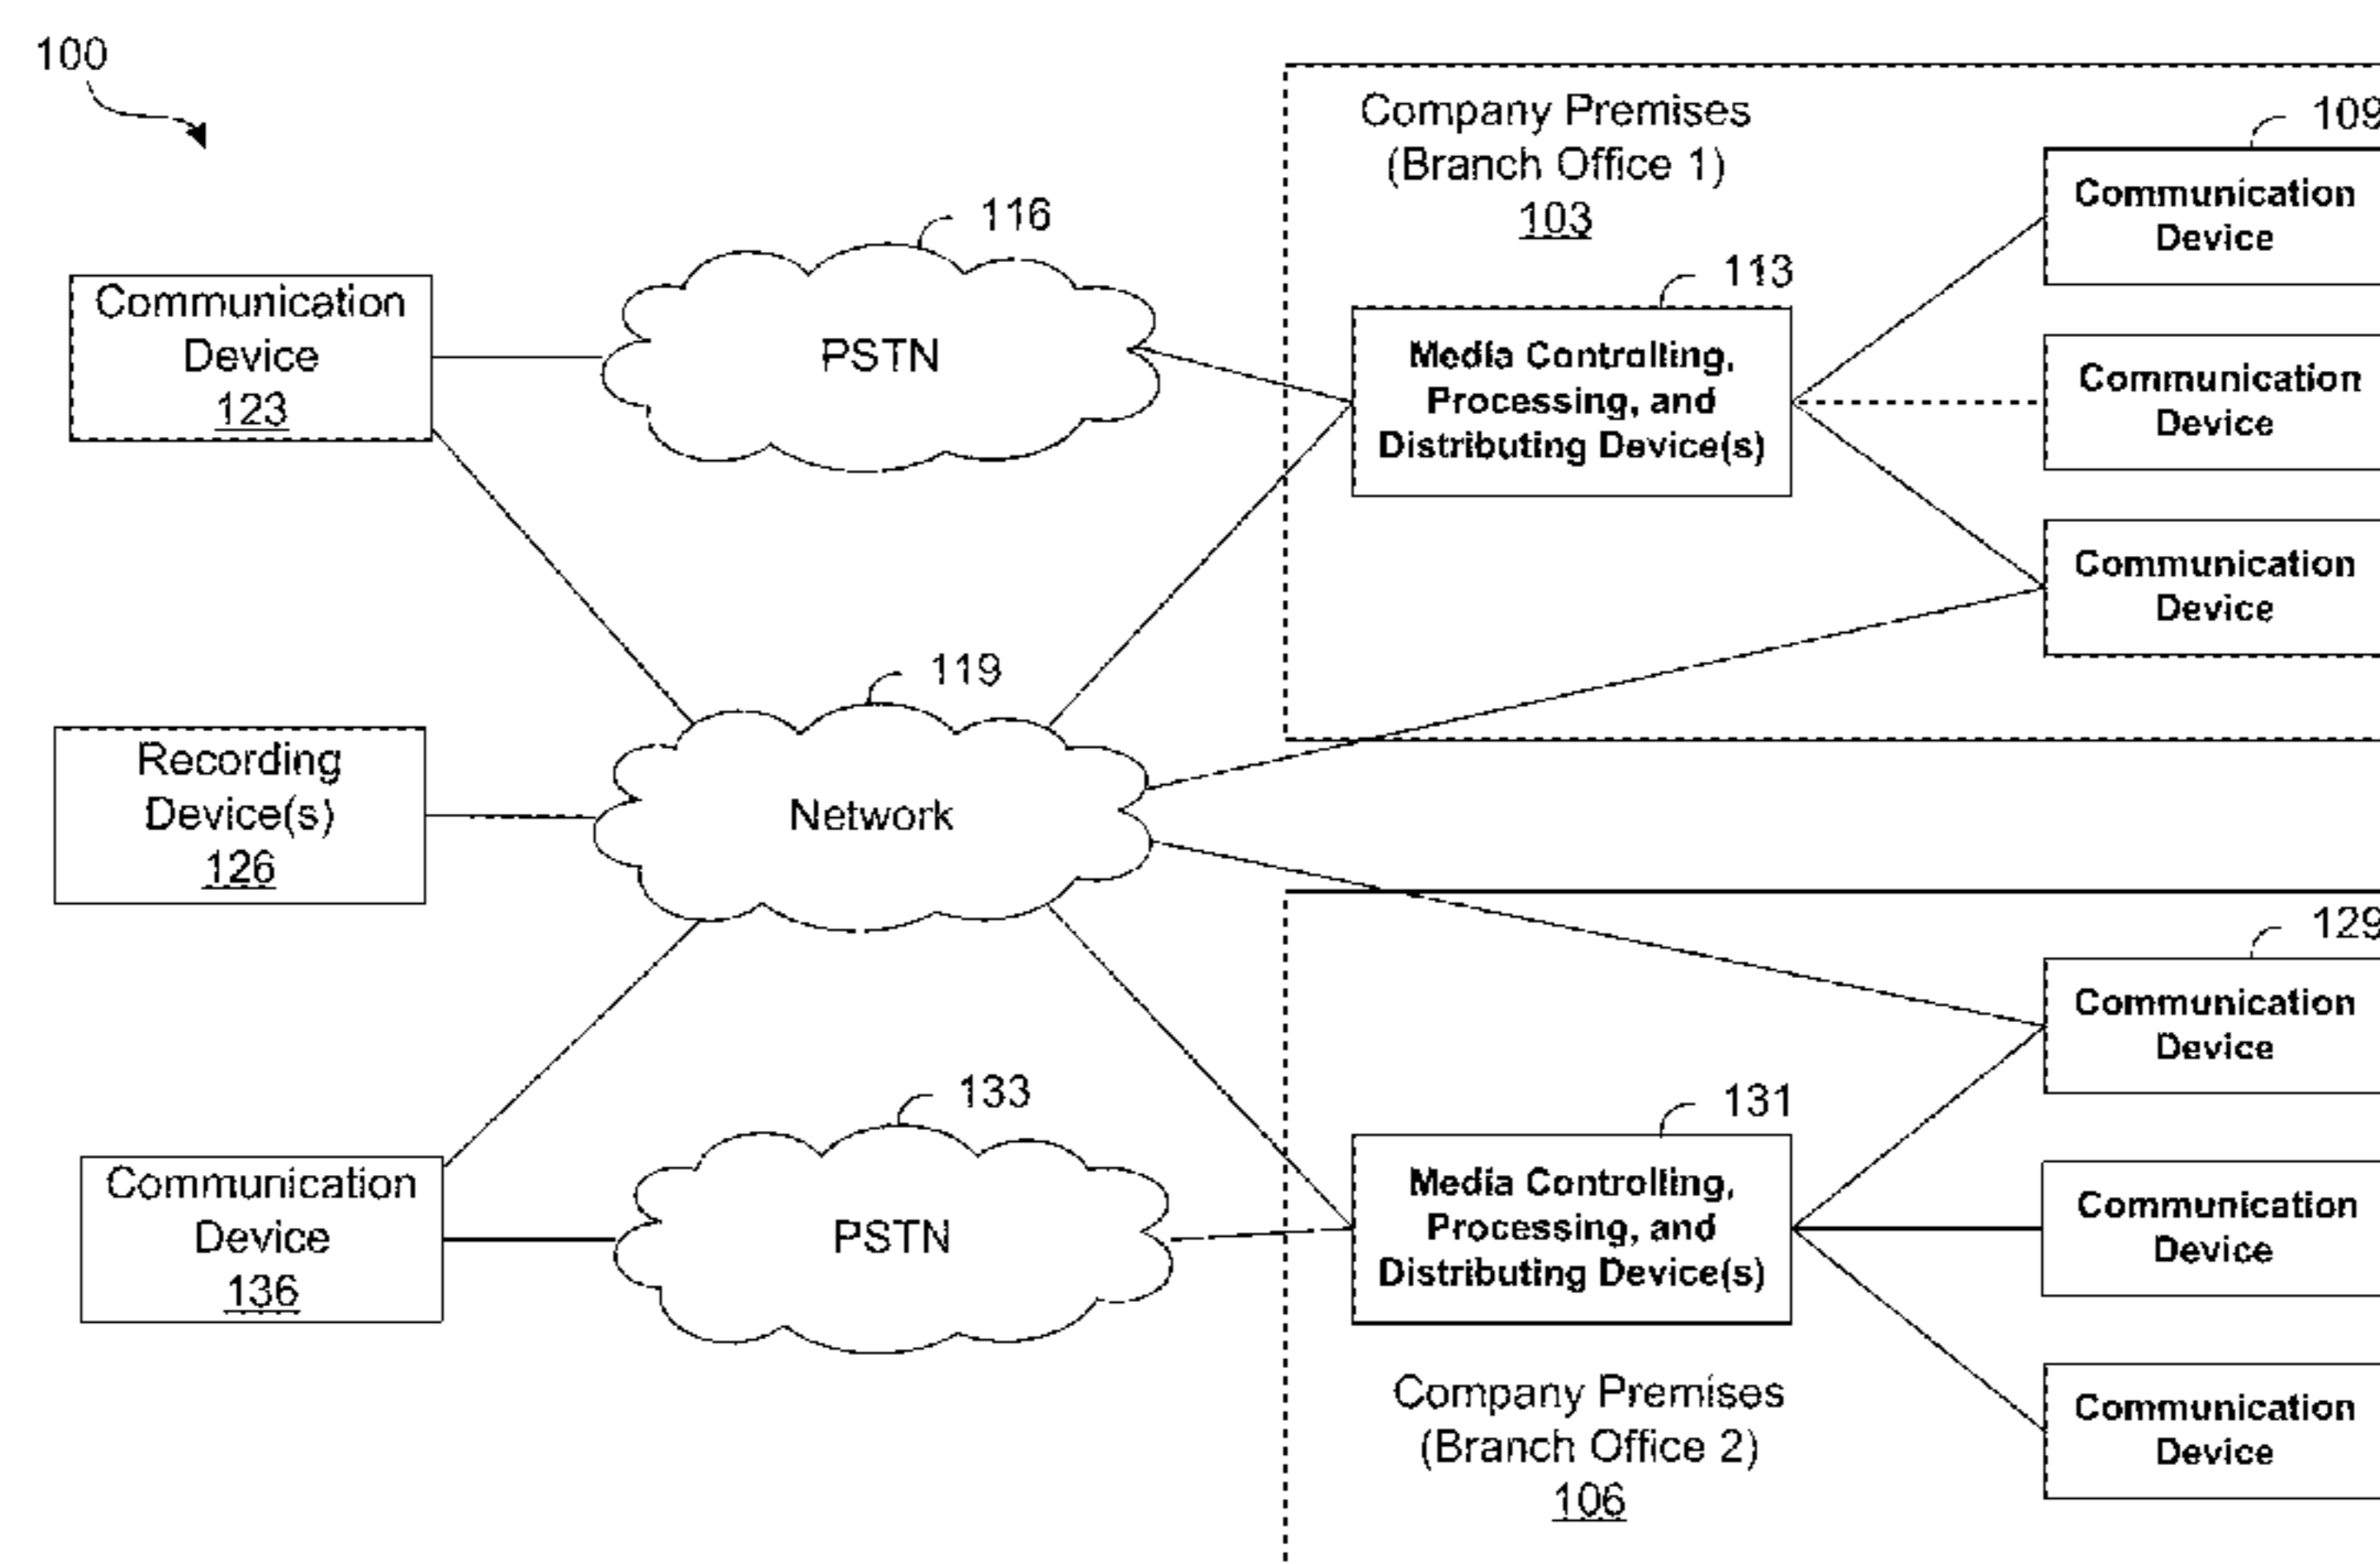 100
Company Premises
(Branch Office 1)
103
109
Communication
Device
116
113
Communication
Device
123
PSTN
Media Controlling,
Processing, and
Distributing Device(s)
Communication
Device
Communication
Device
119
Recording
Device(s)
126
Network
129
Communication
Device
133
131
Communication
Device
136
PSTN
Media Controlling,
Processing, and
Distributing Device(s)
Communication
Device
Company Premises
(Branch Office 2)
106
Communication
Device